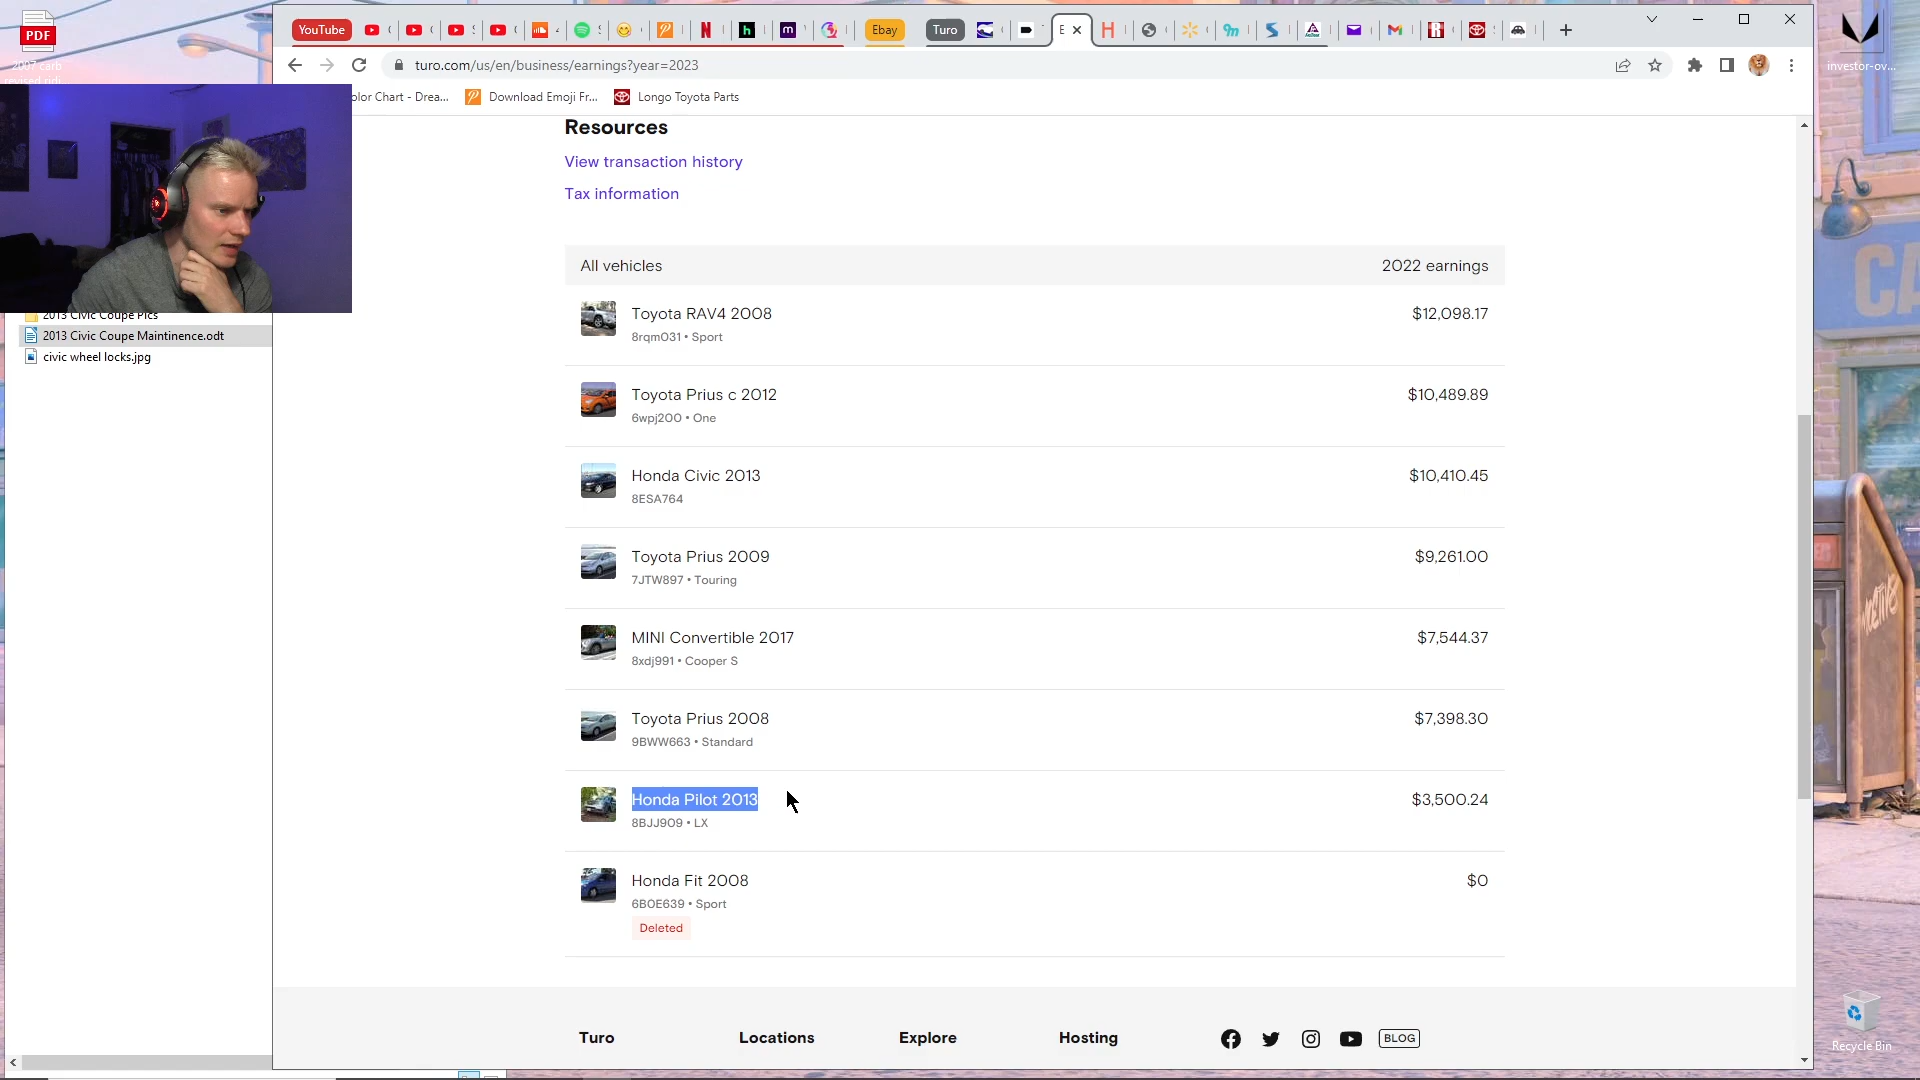 PDF
2007 carb
revised ridi
YouTube
Ebay
Turo
turo.com/us/en/business/earnings?year=2023
olor Chart - Drea...
Download Emoji Fr...
Longo Toyota Parts
investor-ov...
2013 Civic Coupe Pics
2013 Civic Coupe Maintinence.odt
civic wheel locks.jpg
Resources
View transaction history
Tax information
All vehicles 2022 earnings
Toyota RAV4 2008 $12,098.17
8rqm031 • Sport
Toyota Prius c 2012 $10,489.89
6wpj200 • One
Honda Civic 2013 $10,410.45
8ESA764
Toyota Prius 2009 $9,261.00
7JTW897 • Touring
MINI Convertible 2017 $7,544.37
8xdj991 • Cooper S
Toyota Prius 2008 $7,398.30
9BWW663 • Standard
Honda Pilot 2013 $3,500.24
8BJJ909 • LX
Honda Fit 2008 $0
6BOE639 • Sport
Deleted
Turo Locations Explore Hosting
BLOG
CA
Recycle Bin